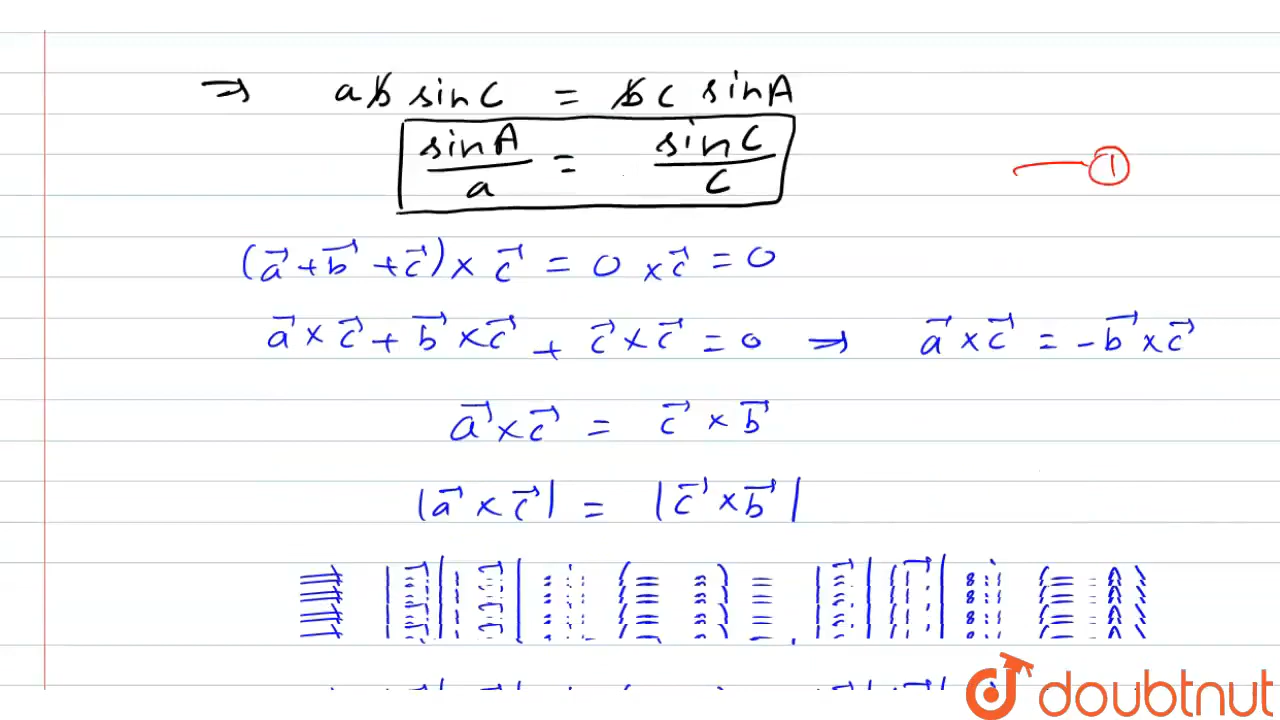 ⇒ ab sinC = bc sinA
sinA/a = sinC/c — ①
(a⃗ + b⃗ + c⃗) × c⃗ = 0 × c⃗ = 0
a⃗ × c⃗ + b⃗ × c⃗ + c⃗ × c⃗ = 0 ⇒ a⃗ × c⃗ = -b⃗ × c⃗
a⃗ × c⃗ = c⃗ × b⃗
|a⃗ × c⃗| = |c⃗ × b⃗|
doubtnut